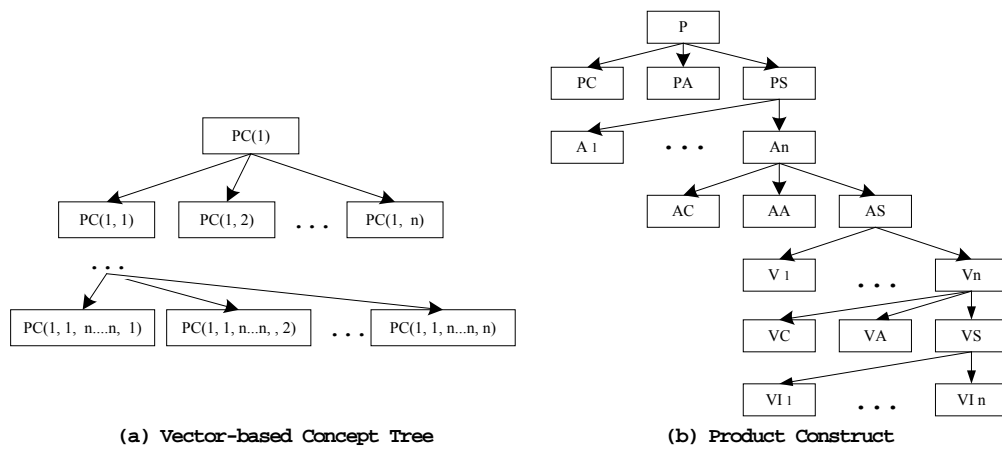 PC(1)
PC(1, 1) PC(1, 2) ... PC(1, n)
...
PC(1, 1, n....n, 1) PC(1, 1, n...n, , 2) ... PC(1, 1, n...n, n)
(a) Vector-based Concept Tree
P
PC PA PS
A 1 ... An
AC AA AS
V 1 ... Vn
VC VA VS
VI 1 ... VI n
(b) Product Construct